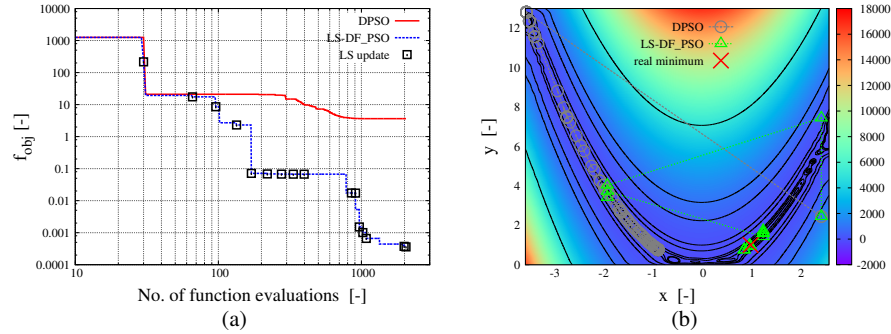 DPSO
LS-DF_PSO
LS update
10000
1000
100
10
1
0.1
0.01
0.001
0.0001
f_obj [-]
10 100 1000
No. of function evaluations [-]
(a)
DPSO
LS-DF_PSO
real minimum
12
10
8
6
4
2
0
y [-]
-3 -2 -1 0 1 2
x [-]
18000
16000
14000
12000
10000
8000
6000
4000
2000
0
-2000
(b)